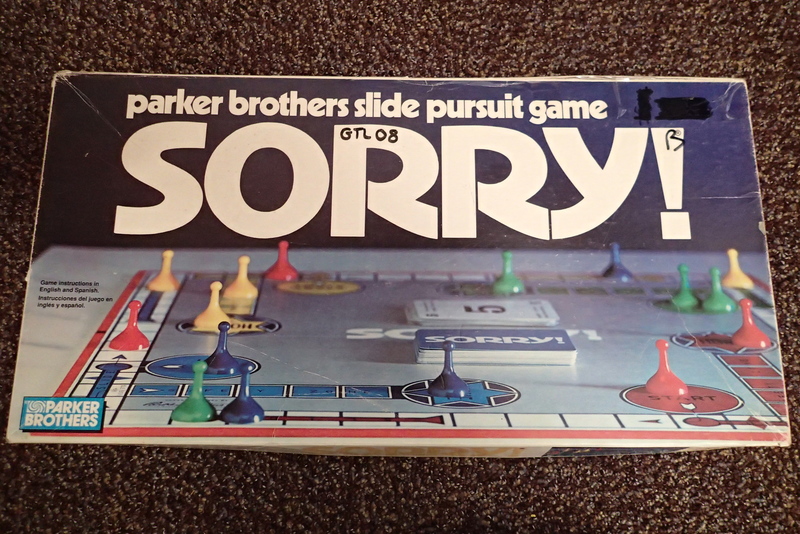 parker brothers slide pursuit game
SORRY!
GTL 08
B
Game instructions in
English and Spanish.
Instrucciones del juego en
inglés y español.
5
SORRY!
START
PARKER
BROTHERS